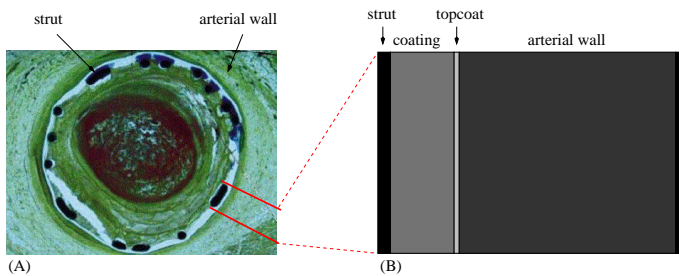 strut
arterial wall
(A)
strut
topcoat
coating
arterial wall
(B)